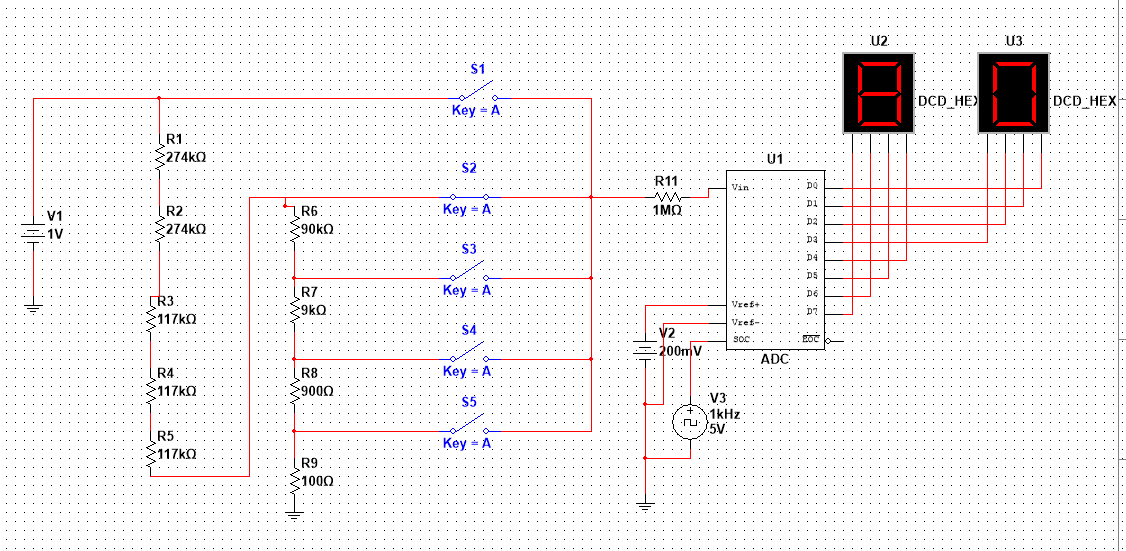 S1
Key = A
R1
274kΩ
R2
274kΩ
V1
1V
R3
117kΩ
R4
117kΩ
R5
117kΩ
S2
Key = A
R6
90kΩ
S3
Key = A
R7
9kΩ
S4
Key = A
R8
900Ω
S5
Key = A
R9
100Ω
R11
1MΩ
U1
Vin
Vref+
Vref-
SOC
D0
D1
D2
D3
D4
D5
D6
D7
EOC
ADC
V2
200mV
V3
1kHz
5V
U2
8
DCD_HEX
U3
0
DCD_HEX